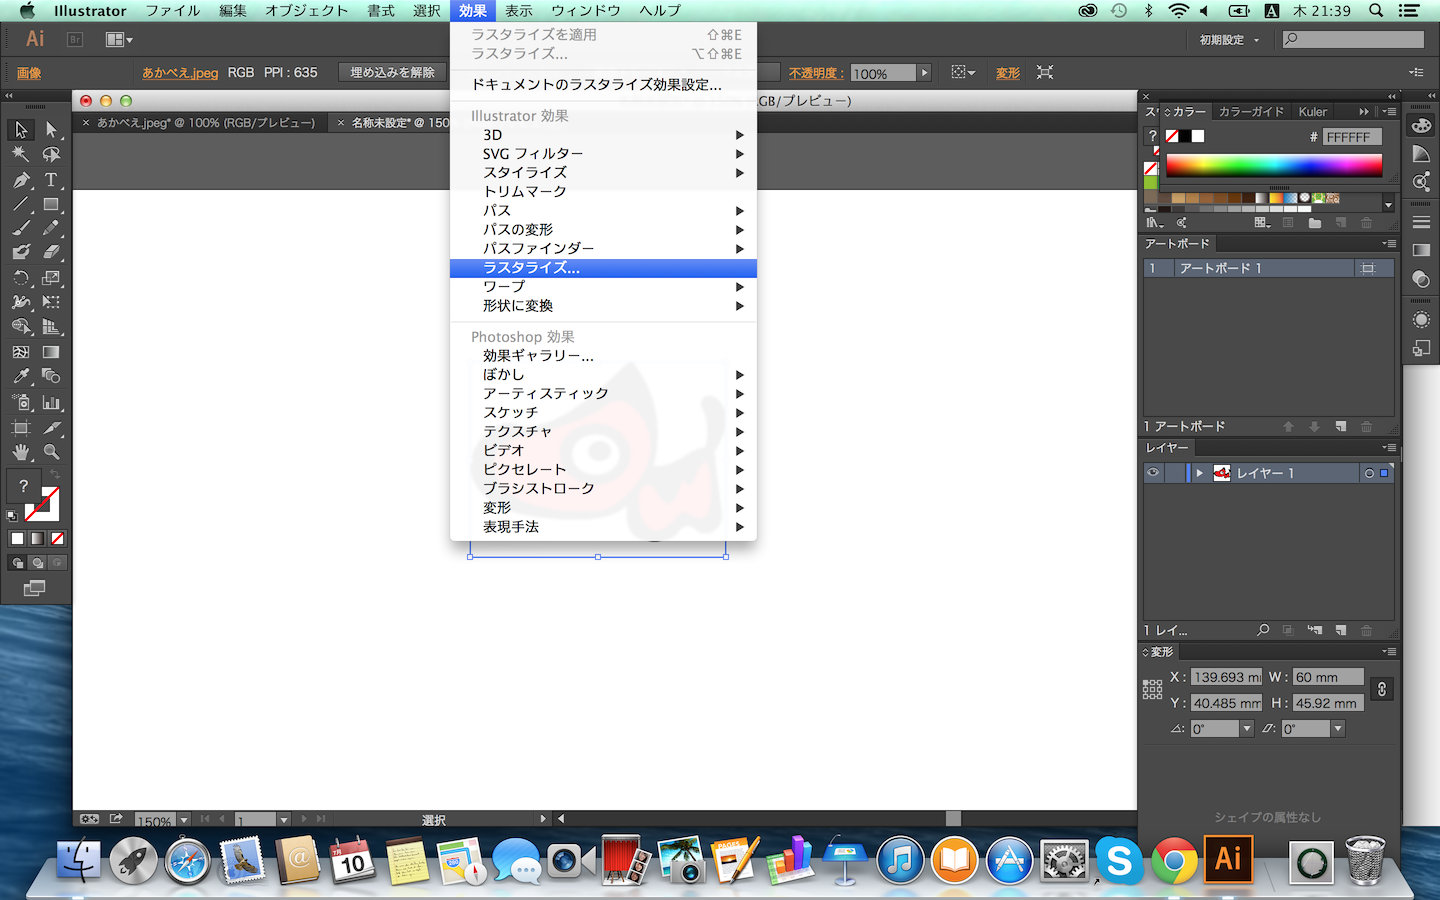 Illustrator ファイル 編集 オブジェクト 書式 選択 効果 表示 ウィンドウ ヘルプ A 木 21:39
Ai Br 初期設定
画像 あかべえ.jpeg RGB PPI : 635 埋め込みを解除 不透明度 : 100% 変形
× あかべえ.jpeg* @ 100% (RGB/プレビュー) × 名称未設定* @ 150 GB/プレビュー)
ラスタライズを適用 ⇧⌘E
ラスタライズ... ⌥⇧⌘E
ドキュメントのラスタライズ効果設定...
Illustrator 効果
3D
SVG フィルター
スタイライズ
トリムマーク
パス
パスの変形
パスファインダー
ラスタライズ...
ワープ
形状に変換
Photoshop 効果
効果ギャラリー...
ぼかし
アーティスティック
スケッチ
テクスチャ
ビデオ
ピクセレート
ブラシストローク
変形
表現手法
T
?
ス カラー カラーガイド Kuler
? # FFFFFF
アートボード
1 アートボード 1
1 アートボード
レイヤー
レイヤー 1
1 レイ...
変形
X : 139.693 m W : 60 mm
Y : 40.485 mm H : 45.92 mm
0° 0°
シェイプの属性なし
150% 1 選択
7月
10
@
PAGES
S
Ai